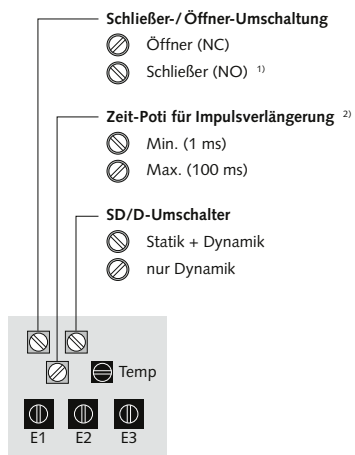 Schließer-/Öffner-Umschaltung
Öffner (NC)
Schließer (NO) 1)
Zeit-Poti für Impulsverlängerung 2)
Min. (1 ms)
Max. (100 ms)
SD/D-Umschalter
Statik + Dynamik
nur Dynamik
Temp
E1 E2 E3